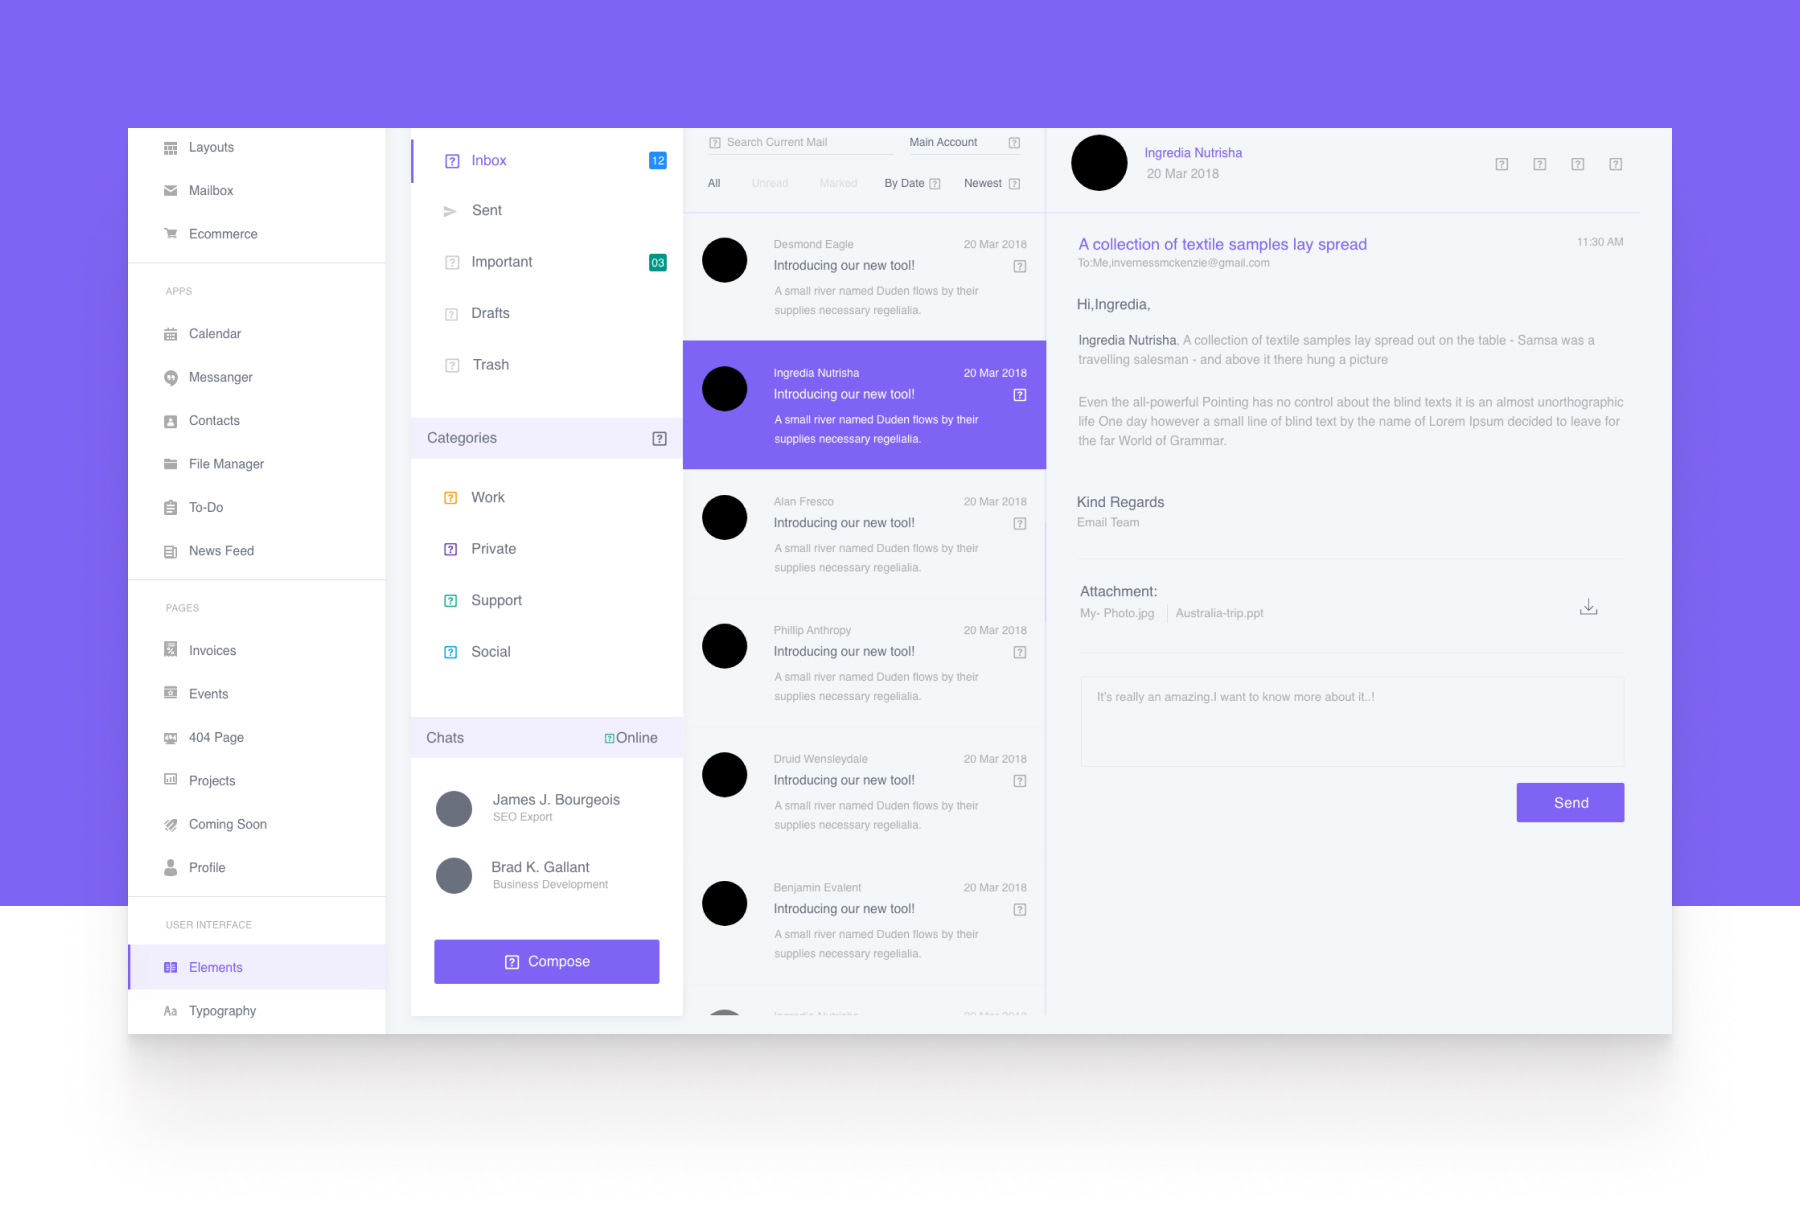 Layouts
Mailbox
Ecommerce
APPS
Calendar
Messanger
Contacts
File Manager
To-Do
News Feed
PAGES
Invoices
Events
404 Page
Projects
Coming Soon
Profile
USER INTERFACE
Elements
Aa Typography
Inbox 12
Sent
Important 03
Drafts
Trash
Categories
Work
Private
Support
Social
Chats Online
James J. Bourgeois
SEO Export
Brad K. Gallant
Business Development
Compose
Search Current Mail Main Account
All Unread Marked By Date Newest
Desmond Eagle 20 Mar 2018
Introducing our new tool!
A small river named Duden flows by their
supplies necessary regelialia.
Ingredia Nutrisha 20 Mar 2018
Introducing our new tool!
A small river named Duden flows by their
supplies necessary regelialia.
Alan Fresco 20 Mar 2018
Introducing our new tool!
A small river named Duden flows by their
supplies necessary regelialia.
Phillip Anthropy 20 Mar 2018
Introducing our new tool!
A small river named Duden flows by their
supplies necessary regelialia.
Druid Wensleydale 20 Mar 2018
Introducing our new tool!
A small river named Duden flows by their
supplies necessary regelialia.
Benjamin Evalent 20 Mar 2018
Introducing our new tool!
A small river named Duden flows by their
supplies necessary regelialia.
Ingredia Nutrisha 20 Mar 2018
Ingredia Nutrisha
20 Mar 2018
A collection of textile samples lay spread 11:30 AM
To:Me,invernessmckenzie@gmail.com
Hi,Ingredia,
Ingredia Nutrisha, A collection of textile samples lay spread out on the table - Samsa was a
travelling salesman - and above it there hung a picture
Even the all-powerful Pointing has no control about the blind texts it is an almost unorthographic
life One day however a small line of blind text by the name of Lorem Ipsum decided to leave for
the far World of Grammar.
Kind Regards
Email Team
Attachment:
My- Photo.jpg Australia-trip.ppt
It's really an amazing.I want to know more about it..!
Send